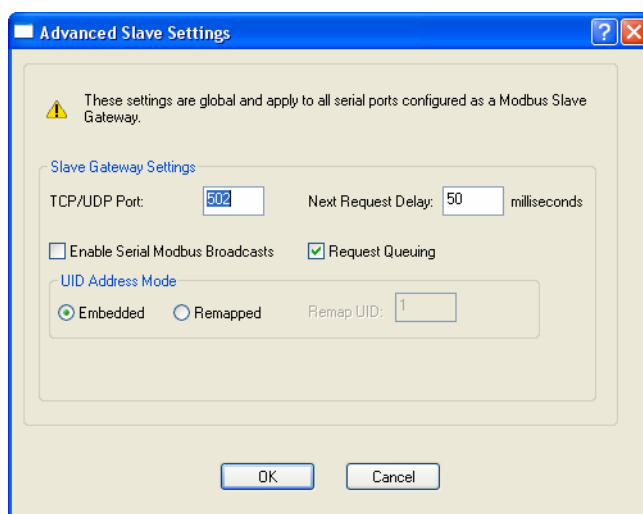 Advanced Slave Settings
These settings are global and apply to all serial ports configured as a Modbus Slave
Gateway.
Slave Gateway Settings
TCP/UDP Port: 502 Next Request Delay: 50 milliseconds
Enable Serial Modbus Broadcasts Request Queuing
UID Address Mode
Embedded Remapped Remap UID: 1
OK Cancel